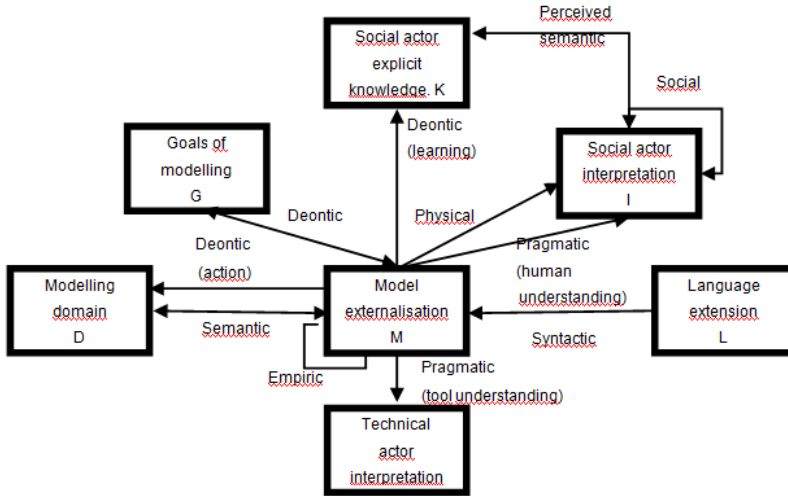 Perceived
semantic
Social actor
explicit
knowledge. K
Social
Deontic
(learning)
Goals of
modelling
G
Social actor
interpretation
I
Deontic
Physical
Deontic
(action)
Pragmatic
(human
understanding)
Modelling
domain
D
Model
externalisation
M
Language
extension
L
Semantic
Syntactic
Empiric
Pragmatic
(tool understanding)
Technical
actor
interpretation